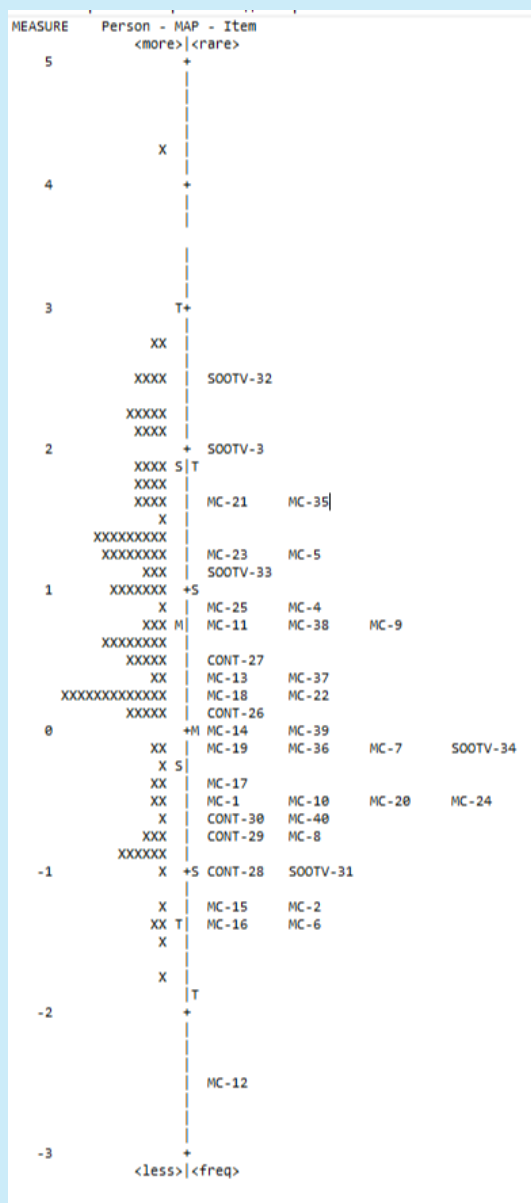 MEASURE Person - MAP - Item
<more>|<rare>
5 +
|
|
|
|
|
X |
|
4 +
|
|
|
|
|
3 T+
|
XX |
|
XXXX | SOOTV-32
|
XXXXX |
XXXX |
2 + SOOTV-3
XXXX S|T
XXXX |
XXXX | MC-21 MC-35
X |
XXXXXXXXX |
XXXXXXXX | MC-23 MC-5
XXX | SOOTV-33
1 XXXXXXX +S
X | MC-25 MC-4
XXX M| MC-11 MC-38 MC-9
XXXXXXXX |
XXXXX | CONT-27
XX | MC-13 MC-37
XXXXXXXXXXXXX | MC-18 MC-22
XXXXX | CONT-26
0 +M MC-14 MC-39
XX | MC-19 MC-36 MC-7 SOOTV-34
X S|
XX | MC-17
XX | MC-1 MC-10 MC-20 MC-24
X | CONT-30 MC-40
XXX | CONT-29 MC-8
XXXXXX |
-1 X +S CONT-28 SOOTV-31
|
X | MC-15 MC-2
XX T| MC-16 MC-6
X |
|
X |
|T
-2 +
|
|
|
| MC-12
|
|
|
-3 +
<less>|<freq>